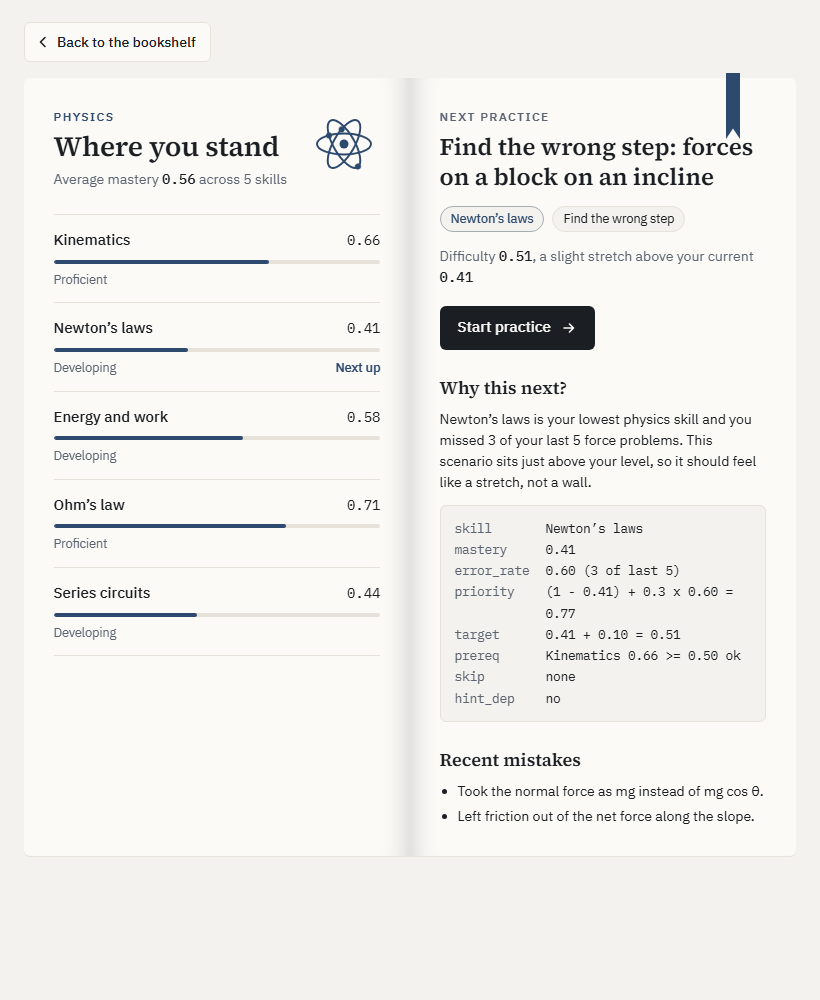 Back to the bookshelf
PHYSICS
Where you stand
Average mastery 0.56 across 5 skills
Kinematics 0.66
Proficient
Newton’s laws 0.41
Developing Next up
Energy and work 0.58
Developing
Ohm’s law 0.71
Proficient
Series circuits 0.44
Developing
NEXT PRACTICE
Find the wrong step: forces
on a block on an incline
Newton’s laws Find the wrong step
Difficulty 0.51, a slight stretch above your current
0.41
Start practice
Why this next?
Newton’s laws is your lowest physics skill and you
missed 3 of your last 5 force problems. This
scenario sits just above your level, so it should feel
like a stretch, not a wall.
skill Newton’s laws
mastery 0.41
error_rate 0.60 (3 of last 5)
priority (1 - 0.41) + 0.3 x 0.60 =
0.77
target 0.41 + 0.10 = 0.51
prereq Kinematics 0.66 >= 0.50 ok
skip none
hint_dep no
Recent mistakes
• Took the normal force as mg instead of mg cos θ.
• Left friction out of the net force along the slope.